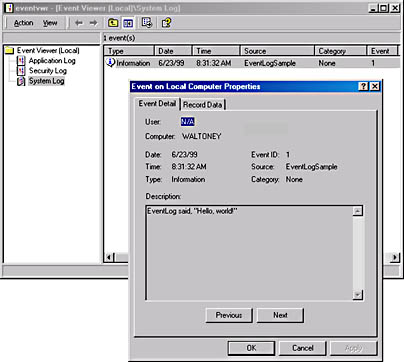 eventvwr - [Event Viewer (Local)\System Log]
Action View
1 event(s)
Event Viewer (Local)
Application Log
Security Log
System Log
Type Date Time Source Category Event
Information 6/23/99 8:31:32 AM EventLogSample None 1
Event on Local Computer Properties
Event Detail Record Data
User: N/A
Computer: WALTONEY
Date: 6/23/99 Event ID: 1
Time: 8:31:32 AM Source: EventLogSample
Type: Information Category: None
Description:
EventLog said, "Hello, world!"
Previous Next
OK Cancel Apply